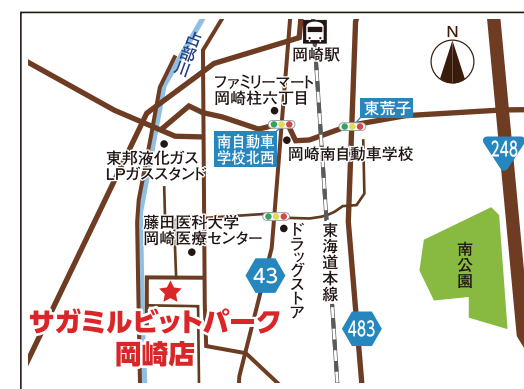 N
岡崎駅
占部川
ファミリーマート
岡崎柱六丁目
東荒子
南自動車
学校北西
岡崎南自動車学校
248
東邦液化ガス
LPガススタンド
藤田医科大学
岡崎医療センター
ドラッグストア
東海道本線
南公園
43
483
サガミルビットパーク
岡崎店